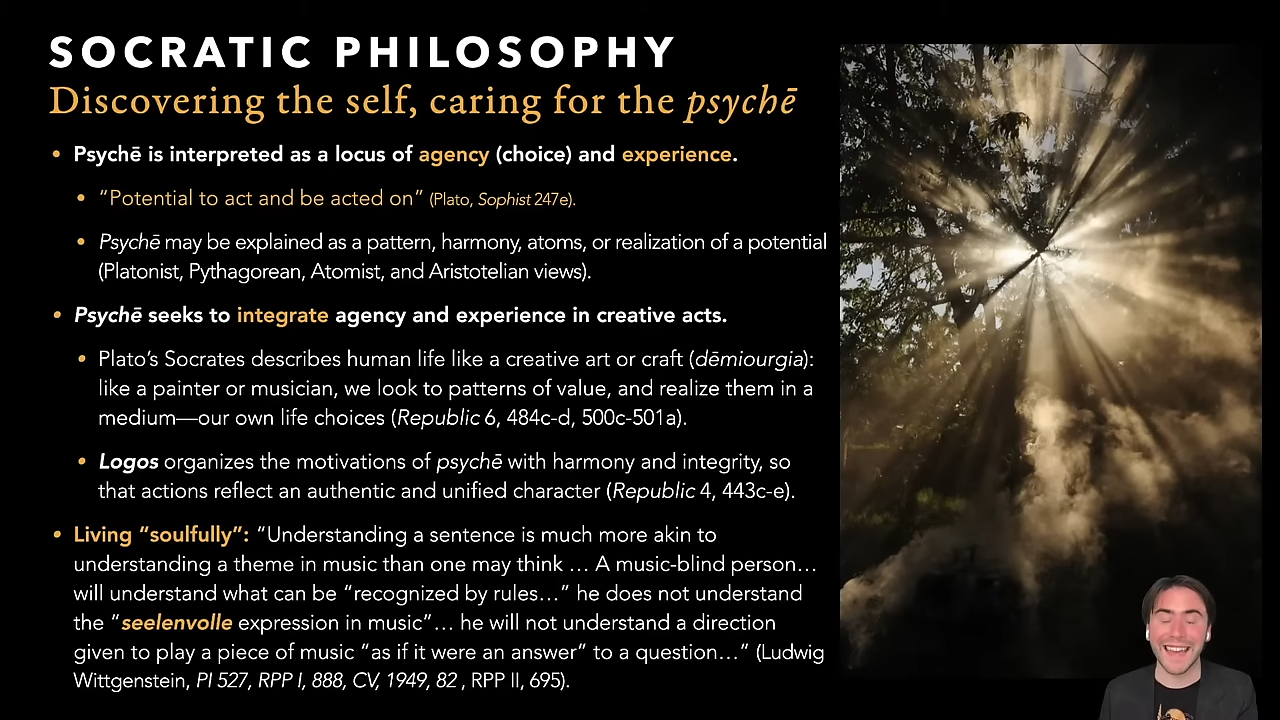 SOCRATIC PHILOSOPHY
Discovering the self, caring for the psychē
• Psychē is interpreted as a locus of agency (choice) and experience.
• “Potential to act and be acted on” (Plato, Sophist 247e).
• Psychē may be explained as a pattern, harmony, atoms, or realization of a potential
(Platonist, Pythagorean, Atomist, and Aristotelian views).
• Psychē seeks to integrate agency and experience in creative acts.
• Plato’s Socrates describes human life like a creative art or craft (dēmiourgia):
like a painter or musician, we look to patterns of value, and realize them in a
medium—our own life choices (Republic 6, 484c-d, 500c-501a).
• Logos organizes the motivations of psychē with harmony and integrity, so
that actions reflect an authentic and unified character (Republic 4, 443c-e).
• Living “soulfully”: “Understanding a sentence is much more akin to
understanding a theme in music than one may think … A music-blind person…
will understand what can be “recognized by rules…” he does not understand
the “seelenvolle expression in music”… he will not understand a direction
given to play a piece of music “as if it were an answer” to a question…” (Ludwig
Wittgenstein, PI 527, RPP I, 888, CV, 1949, 82 , RPP II, 695).